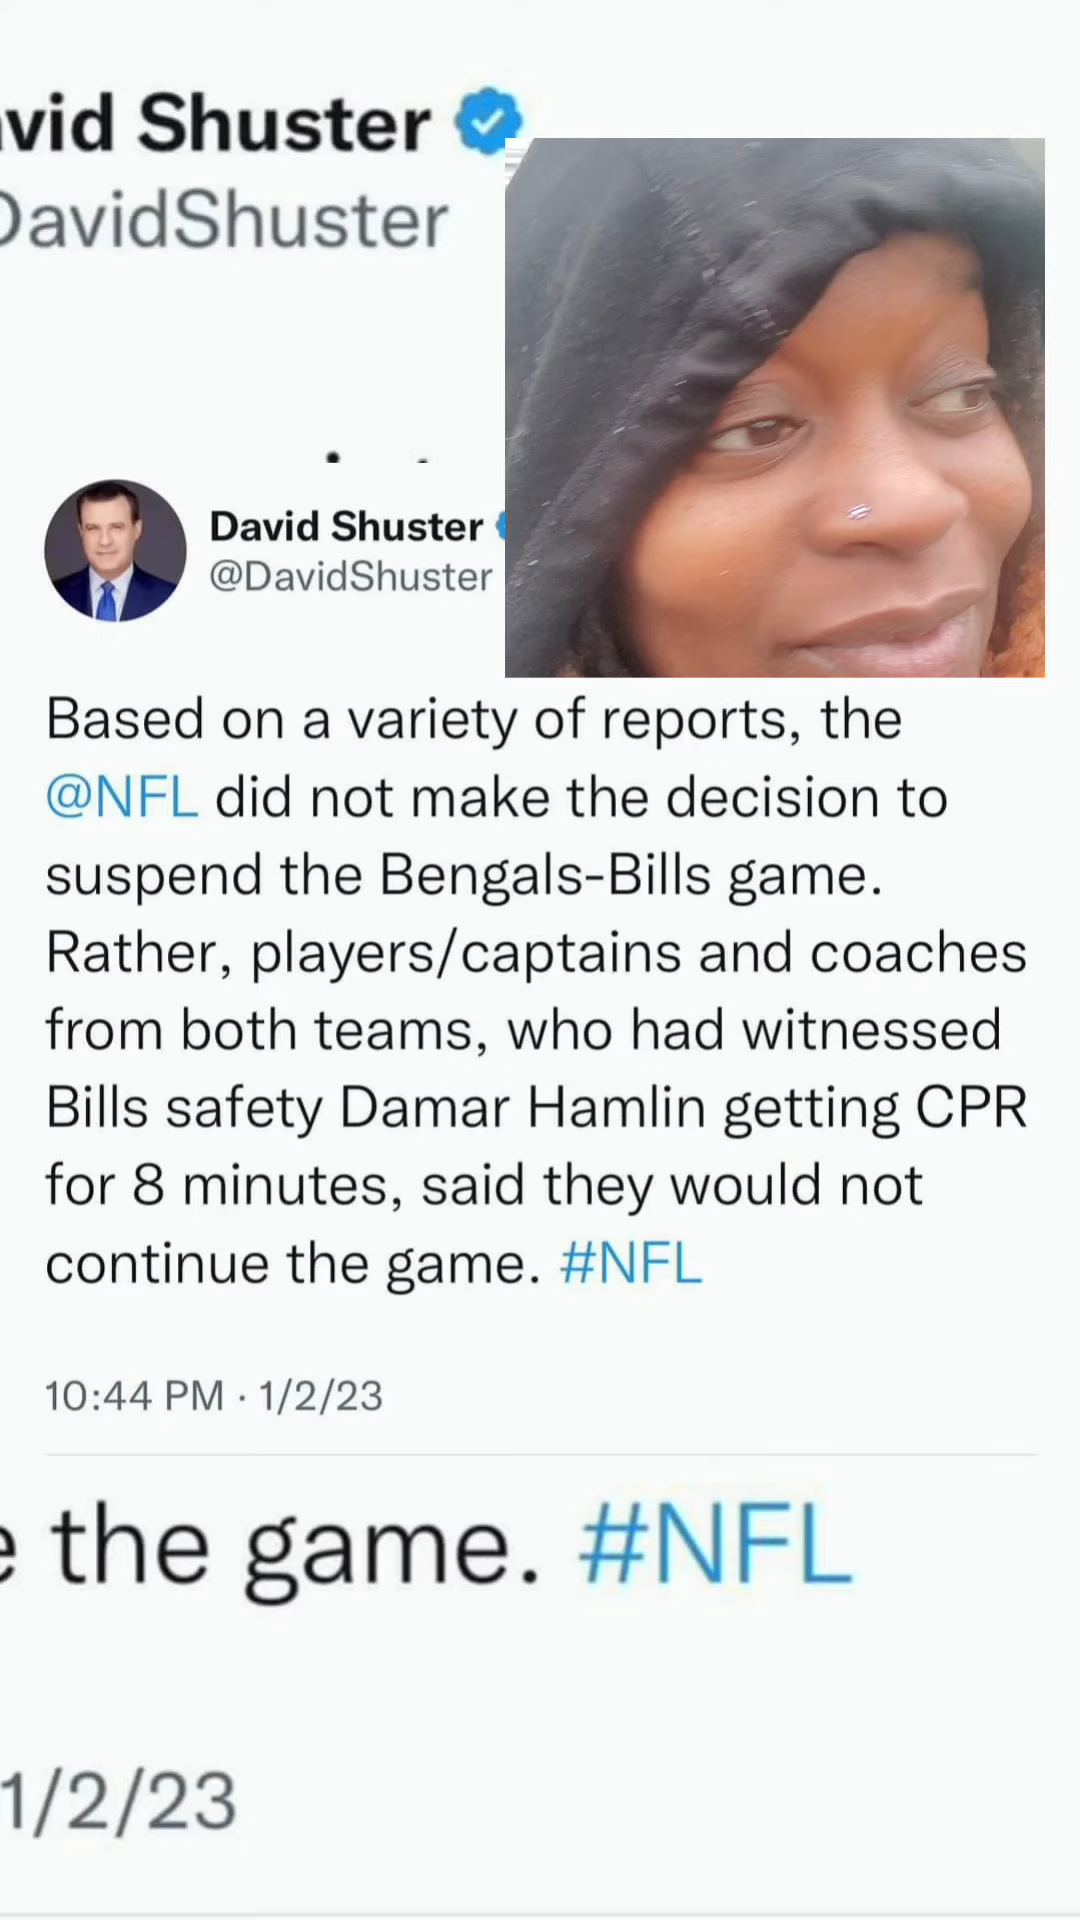 vid Shuster
DavidShuster
David Shuster
@DavidShuster
Based on a variety of reports, the
@NFL did not make the decision to
suspend the Bengals-Bills game.
Rather, players/captains and coaches
from both teams, who had witnessed
Bills safety Damar Hamlin getting CPR
for 8 minutes, said they would not
continue the game. #NFL
10:44 PM · 1/2/23
e the game. #NFL
1/2/23